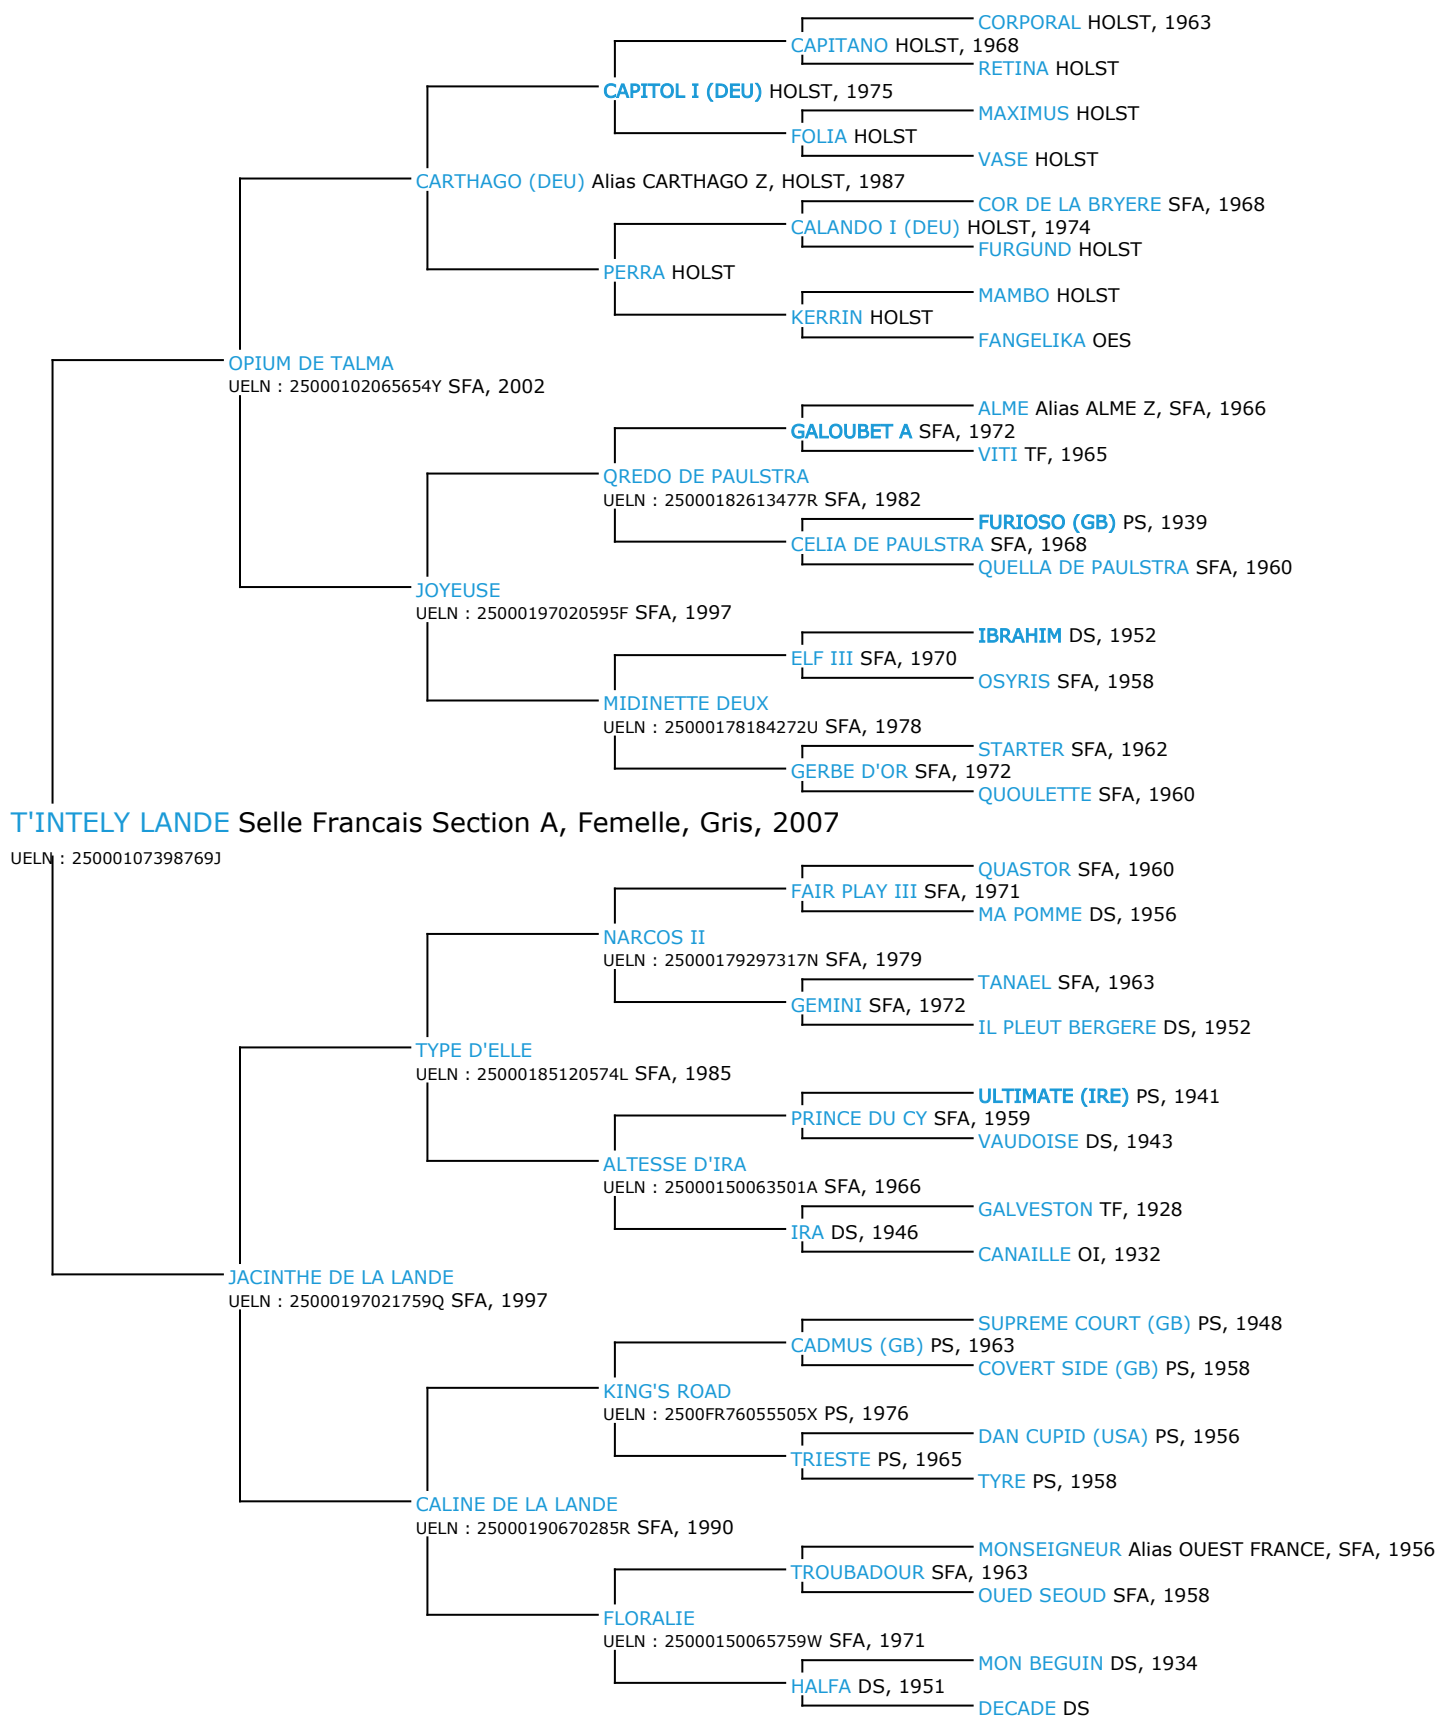 CORPORAL HOLST, 1963
CAPITANO HOLST, 1968
RETINA HOLST
CAPITOL I (DEU) HOLST, 1975
MAXIMUS HOLST
FOLIA HOLST
VASE HOLST
CARTHAGO (DEU) Alias CARTHAGO Z, HOLST, 1987
COR DE LA BRYERE SFA, 1968
CALANDO I (DEU) HOLST, 1974
FURGUND HOLST
PERRA HOLST
MAMBO HOLST
KERRIN HOLST
FANGELIKA OES
OPIUM DE TALMA
UELN : 25000102065654Y SFA, 2002
ALME Alias ALME Z, SFA, 1966
GALOUBET A SFA, 1972
VITI TF, 1965
QREDO DE PAULSTRA
UELN : 25000182613477R SFA, 1982
FURIOSO (GB) PS, 1939
CELIA DE PAULSTRA SFA, 1968
QUELLA DE PAULSTRA SFA, 1960
JOYEUSE
UELN : 25000197020595F SFA, 1997
IBRAHIM DS, 1952
ELF III SFA, 1970
OSYRIS SFA, 1958
MIDINETTE DEUX
UELN : 25000178184272U SFA, 1978
STARTER SFA, 1962
GERBE D'OR SFA, 1972
QUOULETTE SFA, 1960
T'INTELY LANDE Selle Francais Section A, Femelle, Gris, 2007
UELN : 25000107398769J
QUASTOR SFA, 1960
FAIR PLAY III SFA, 1971
MA POMME DS, 1956
NARCOS II
UELN : 25000179297317N SFA, 1979
TANAEL SFA, 1963
GEMINI SFA, 1972
IL PLEUT BERGERE DS, 1952
TYPE D'ELLE
UELN : 25000185120574L SFA, 1985
ULTIMATE (IRE) PS, 1941
PRINCE DU CY SFA, 1959
VAUDOISE DS, 1943
ALTESSE D'IRA
UELN : 25000150063501A SFA, 1966
GALVESTON TF, 1928
IRA DS, 1946
CANAILLE OI, 1932
JACINTHE DE LA LANDE
UELN : 25000197021759Q SFA, 1997
SUPREME COURT (GB) PS, 1948
CADMUS (GB) PS, 1963
COVERT SIDE (GB) PS, 1958
KING'S ROAD
UELN : 2500FR76055505X PS, 1976
DAN CUPID (USA) PS, 1956
TRIESTE PS, 1965
TYRE PS, 1958
CALINE DE LA LANDE
UELN : 25000190670285R SFA, 1990
MONSEIGNEUR Alias OUEST FRANCE, SFA, 1956
TROUBADOUR SFA, 1963
OUED SEOUD SFA, 1958
FLORALIE
UELN : 25000150065759W SFA, 1971
MON BEGUIN DS, 1934
HALFA DS, 1951
DECADE DS